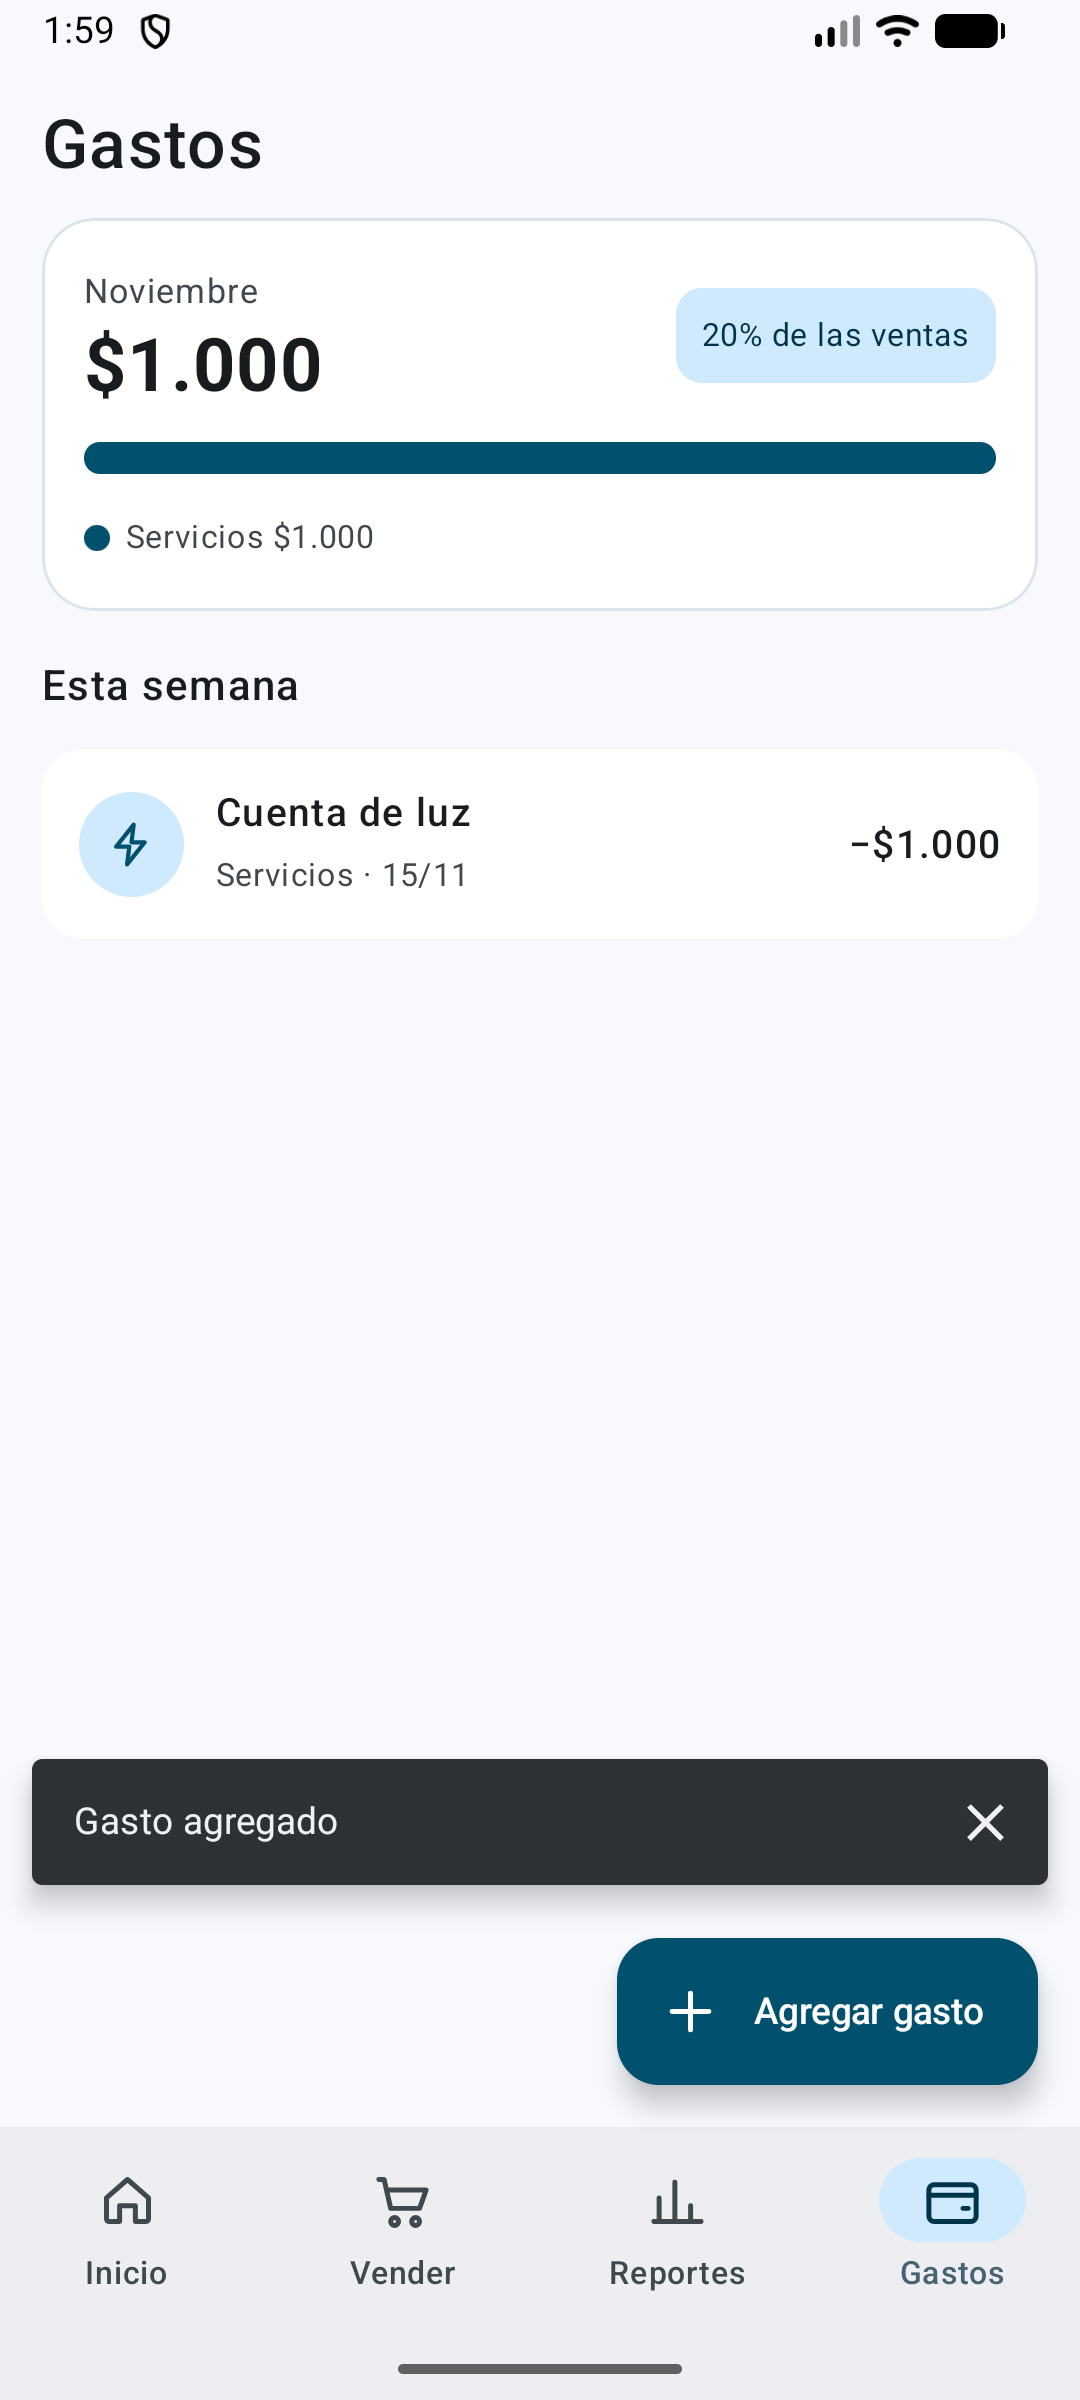 1:59
Gastos
Noviembre
$1.000
20% de las ventas
Servicios $1.000
Esta semana
Cuenta de luz
Servicios · 15/11
−$1.000
Gasto agregado
Agregar gasto
Inicio
Vender
Reportes
Gastos